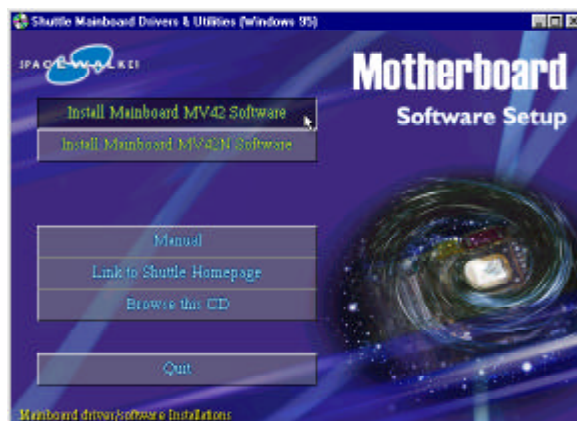 Shuttle Mainboard Drivers & Utilities (Windows 95)
SPACEWALKER
Motherboard
Software Setup
Install Mainboard MV42 Software
Install Mainboard MV42N Software
Manual
Link to Shuttle Homepage
Browse this CD
Quit
Mainboard driver/software Installations